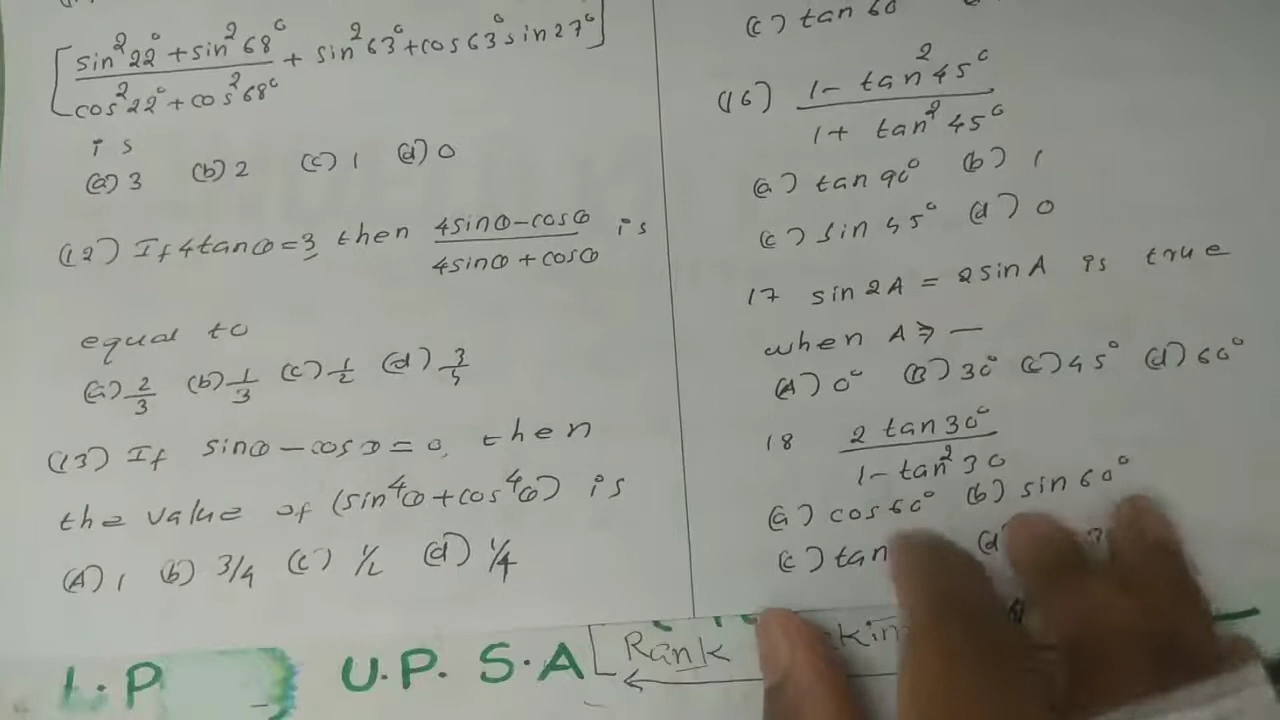 [sin²22° + sin²68° / cos²22° + cos²68° + sin²63° + cos63° sin27°]
is
(a) 3 (b) 2 (c) 1 (d) 0
(12) If 4tanθ = 3, then 4sinθ - cosθ / 4sinθ + cosθ is
equal to
(a) 2/3 (b) 1/3 (c) 1/2 (d) 3/5
(13) If sinθ - cosθ = 0, then
the value of (sin⁴θ + cos⁴θ) is
(A) 1 (b) 3/4 (c) 1/2 (d) 1/4
(c) tan 60
(16) 1 - tan²45° / 1 + tan²45°
(a) tan 90° (b) 1
(c) sin 45° (d) 0
17 sin 2A = 2 sin A is true
when A ⩾ —
(A) 0° (B) 30° (c) 45° (d) 60°
18 2 tan 30° / 1 - tan²30
(a) cos 60° (b) sin 60°
(c) tan (d
I.P U.P. S.A [Rank